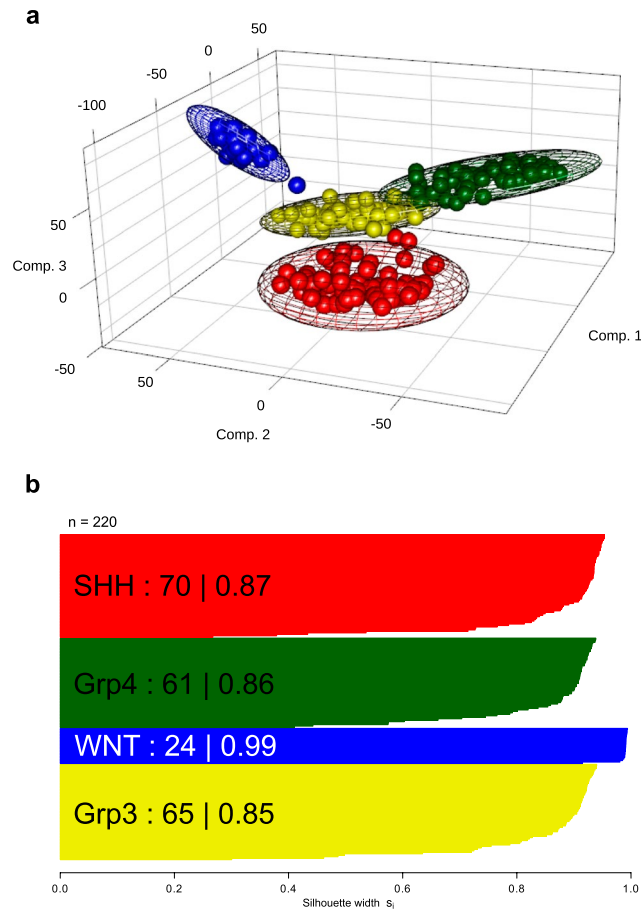 a
50
0
-50
-100
50
Comp. 3
0
-50
50
0
-50
Comp. 2
Comp. 1
b
n = 220
SHH : 70 | 0.87
Grp4 : 61 | 0.86
WNT : 24 | 0.99
Grp3 : 65 | 0.85
0.0 0.2 0.4 0.6 0.8 1.0
Silhouette width si